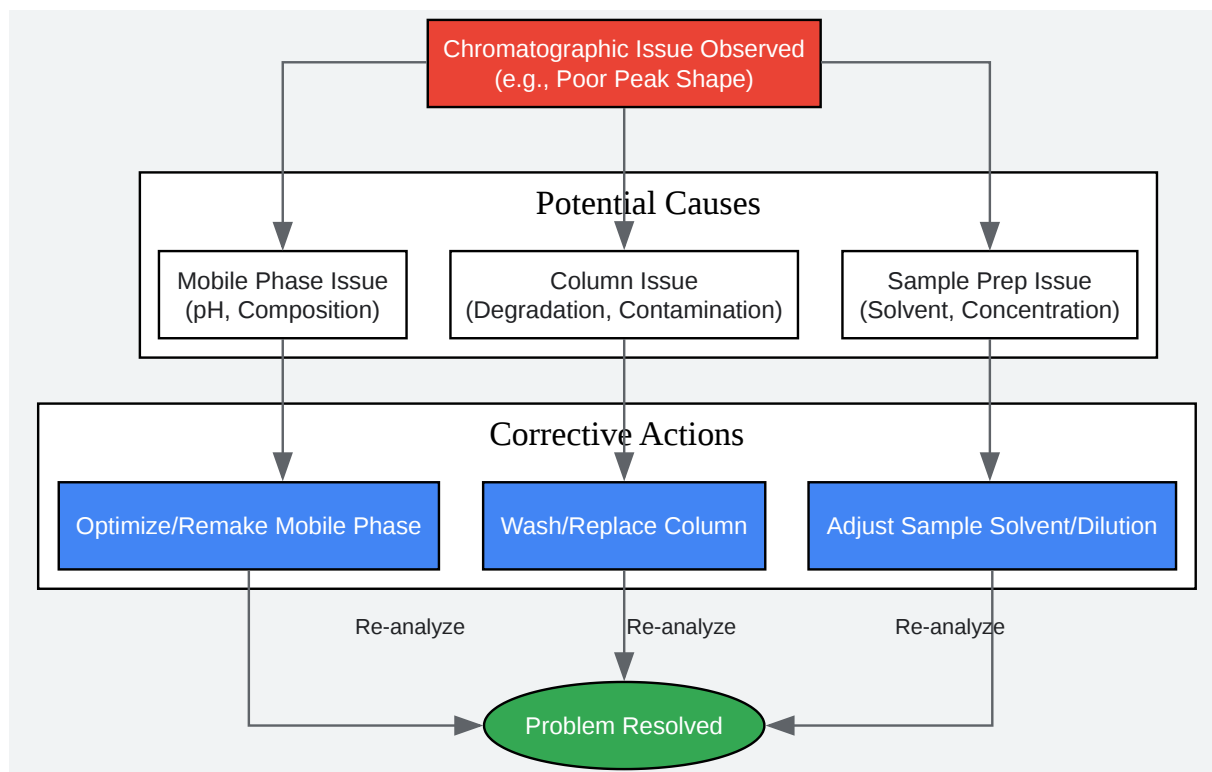 Chromatographic Issue Observed
(e.g., Poor Peak Shape)
Potential Causes
Mobile Phase Issue
(pH, Composition)
Column Issue
(Degradation, Contamination)
Sample Prep Issue
(Solvent, Concentration)
Corrective Actions
Optimize/Remake Mobile Phase
Wash/Replace Column
Adjust Sample Solvent/Dilution
Re-analyze
Re-analyze
Re-analyze
Problem Resolved